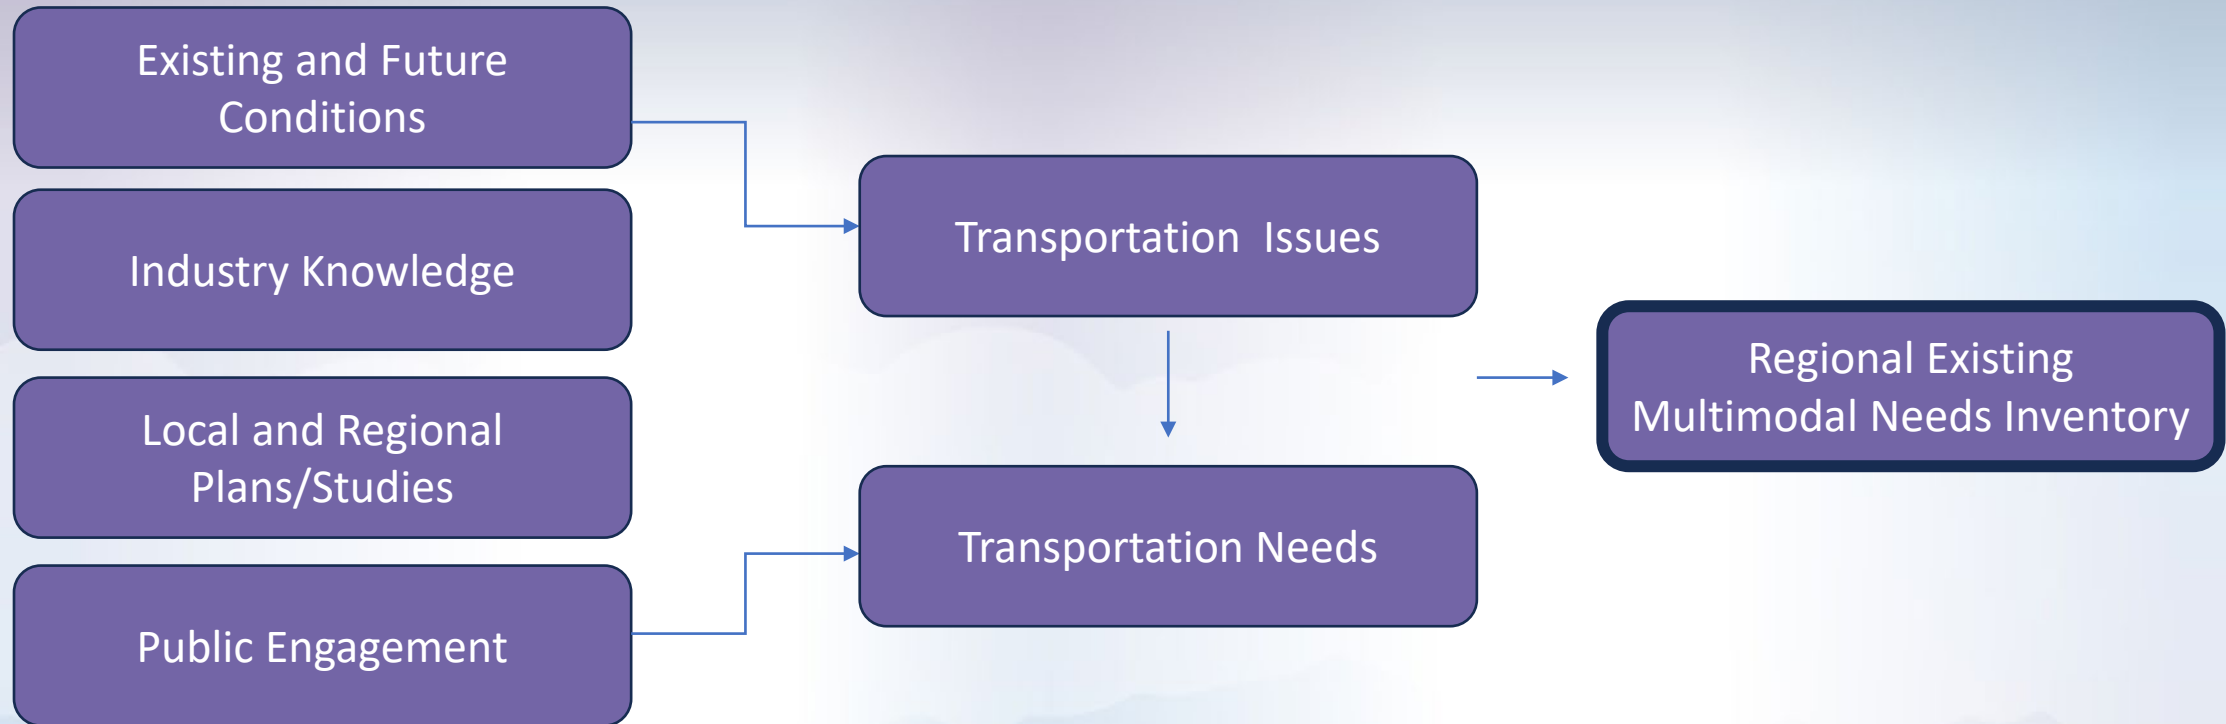 Existing and Future
Conditions
Industry Knowledge
Local and Regional
Plans/Studies
Public Engagement
Transportation  Issues
Transportation Needs
Regional Existing
Multimodal Needs Inventory